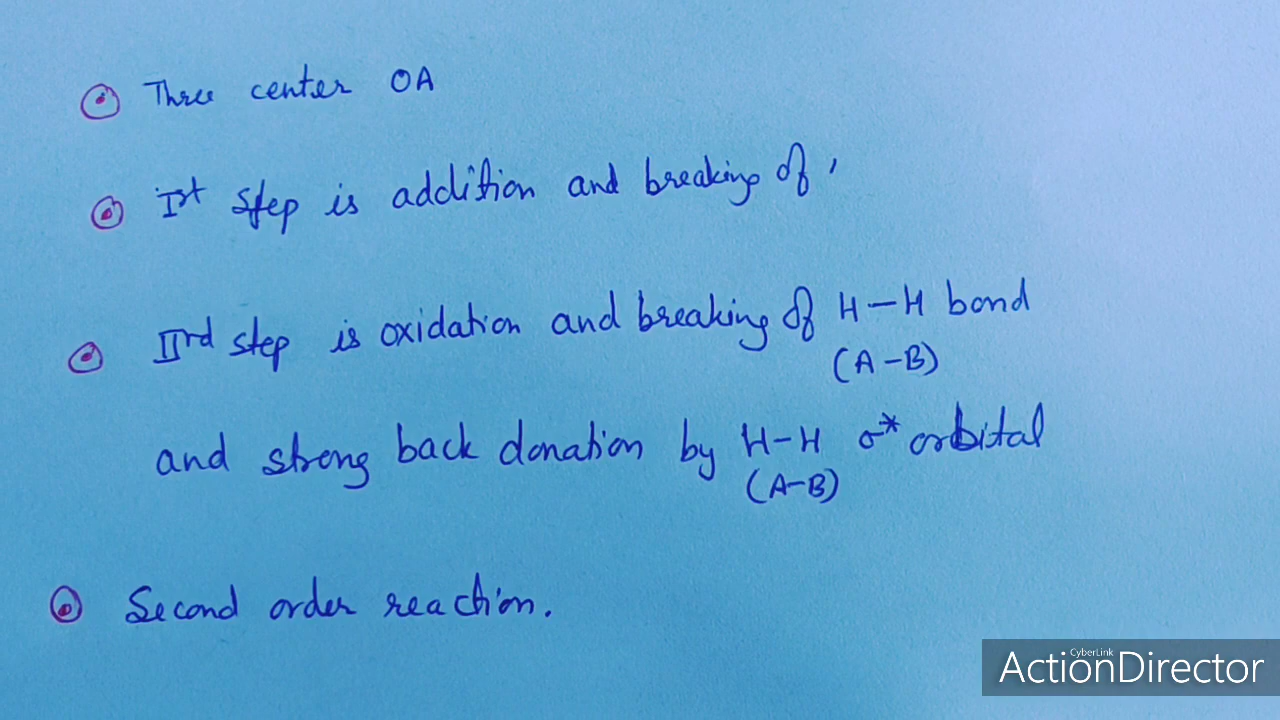 Three center OA
Ist step is addition and breaking of '
IInd step is oxidation and breaking of H-H bond
(A-B)
and strong back donation by H-H σ* orbital
(A-B)
Second order reaction.
CyberLink
ActionDirector